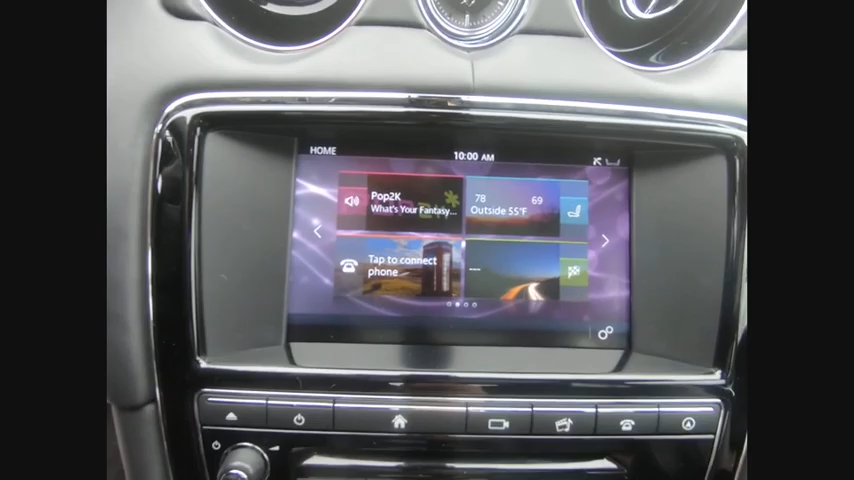 HOME
10:00 AM
Pop2K
What's Your Fantasy...
78
69
Outside 55°F
Tap to connect
phone
---